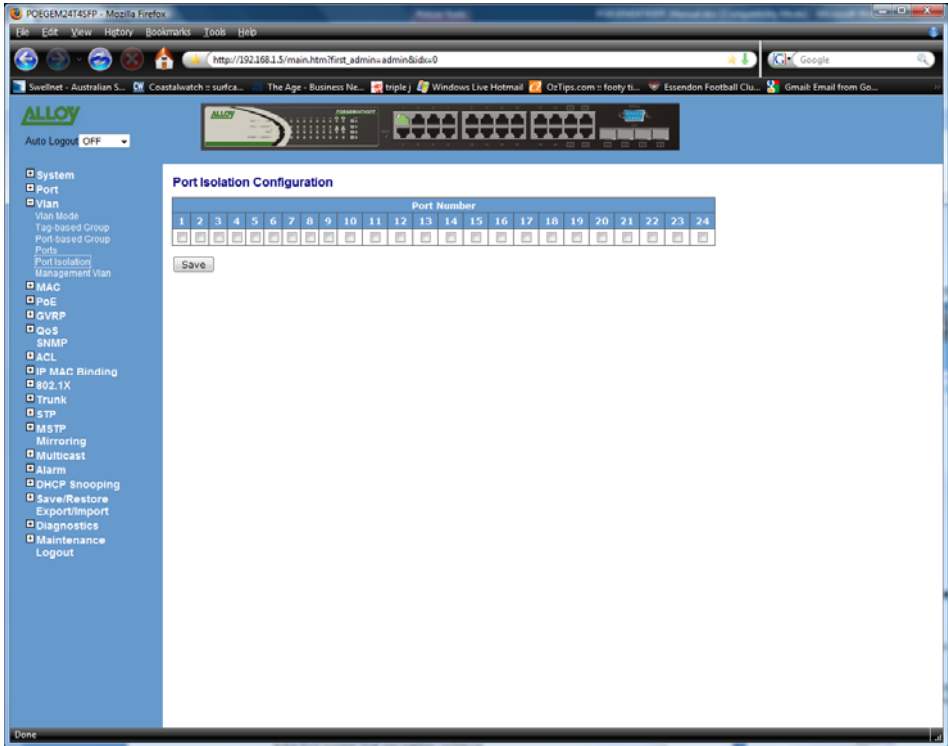 POEGEM24T4SFP - Mozilla Firefox
File Edit View History Bookmarks Tools Help
http://192.168.1.5/main.htm?first_admin=admin&idx=0
Google
Swellnet - Australian S... Coastalwatch :: surfca... The Age - Business Ne... triple j Windows Live Hotmail OzTips.com :: footy ti... Essendon Football Clu... Gmail: Email from Go...
ALLOY
ALLOY
Auto Logout OFF
System
Port
Vlan
Vlan Mode
Tag-based Group
Port-based Group
Ports
Port Isolation
Management Vlan
MAC
PoE
GVRP
QoS
SNMP
ACL
IP MAC Binding
802.1X
Trunk
STP
MSTP
Mirroring
Multicast
Alarm
DHCP Snooping
Save/Restore
Export/Import
Diagnostics
Maintenance
Logout
Port Isolation Configuration
Port Number
1 2 3 4 5 6 7 8 9 10 11 12 13 14 15 16 17 18 19 20 21 22 23 24
Save
Done